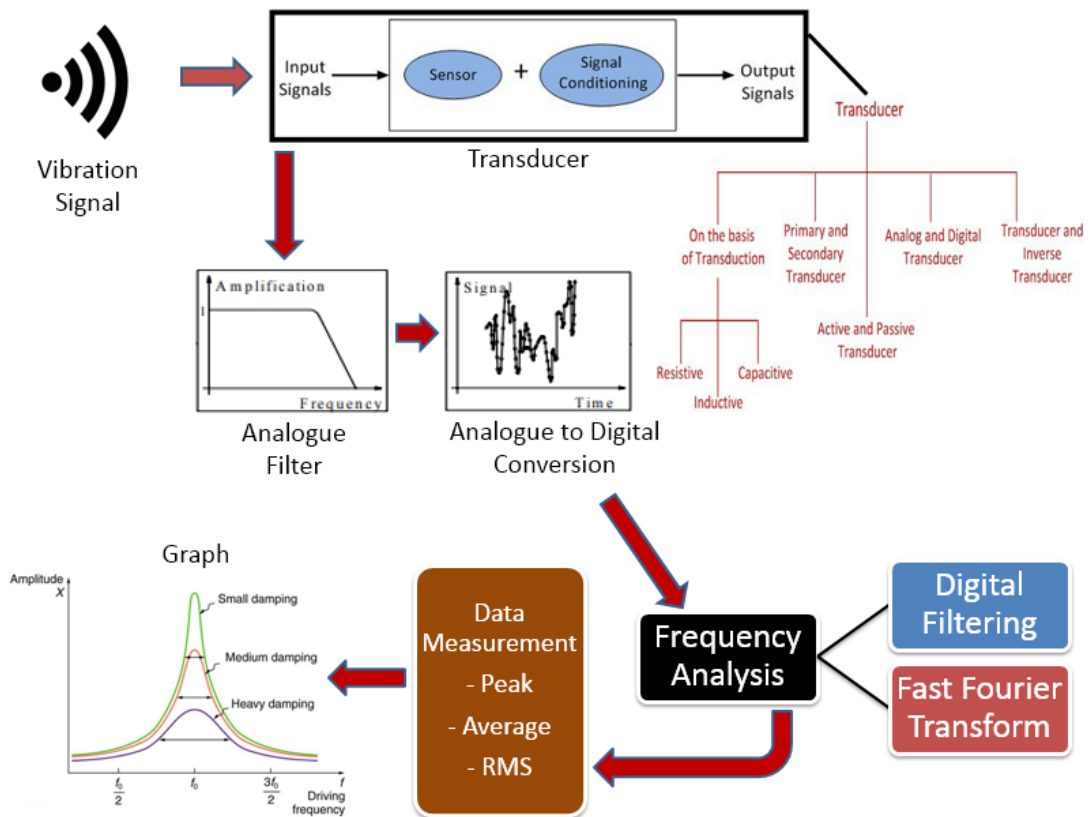 Vibration
Signal
Input
Signals
Sensor
+
Signal
Conditioning
Output
Signals
Transducer
Transducer
On the basis
of Transduction
Primary and
Secondary
Transducer
Analog and Digital
Transducer
Transducer and
Inverse
Transducer
Active and Passive
Transducer
Resistive
Capacitive
Inductive
Amplification
1
Frequency
Analogue
Filter
Signal
Time
Analogue to Digital
Conversion
Frequency
Analysis
Digital
Filtering
Fast Fourier
Transform
Data
Measurement
- Peak
- Average
- RMS
Graph
Amplitude
X
Small damping
Medium damping
Heavy damping
f₀/2
f₀
3f₀/2
f
Driving
frequency